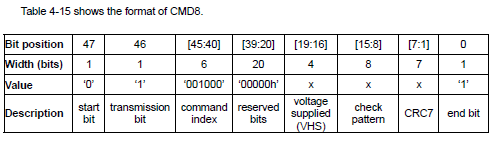 Table 4-15 shows the format of CMD8.
Bit position 47 46 [45:40] [39:20] [19:16] [15:8] [7:1] 0
Width (bits) 1 1 6 20 4 8 7 1
Value '0' '1' '001000' '00000h' x x x '1'
Description start bit transmission bit command index reserved bits voltage supplied (VHS) check pattern CRC7 end bit